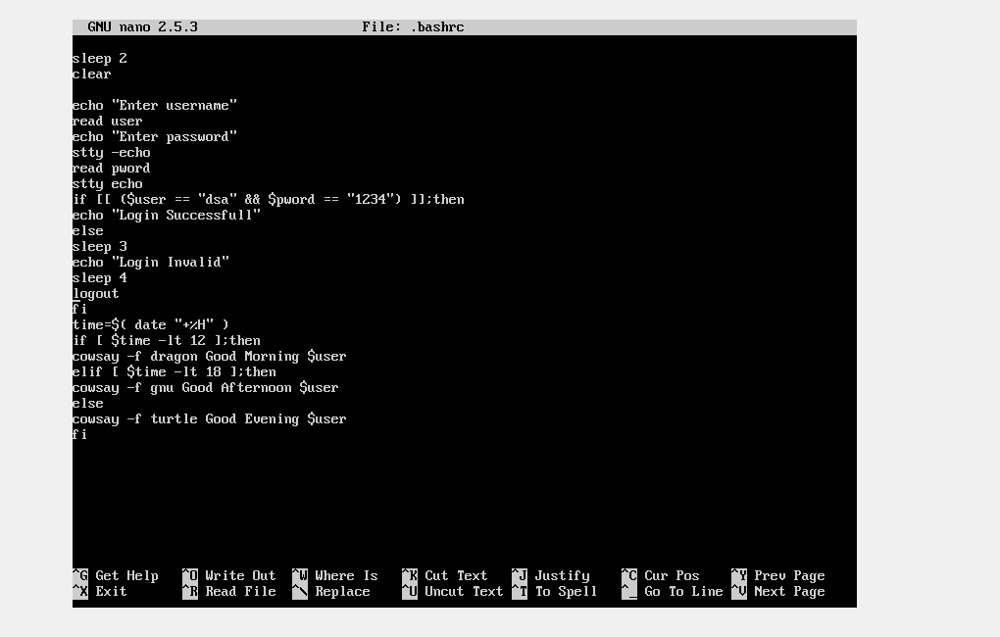 GNU nano 2.5.3 File: .bashrc
sleep 2
clear
echo "Enter username"
read user
echo "Enter password"
stty -echo
read pword
stty echo
if [[ ($user == "dsa" && $pword == "1234") ]];then
echo "Login Successfull"
else
sleep 3
echo "Login Invalid"
sleep 4
logout
fi
time=$( date "+%H" )
if [ $time -lt 12 ];then
cowsay -f dragon Good Morning $user
elif [ $time -lt 18 ];then
cowsay -f gnu Good Afternoon $user
else
cowsay -f turtle Good Evening $user
fi
^G Get Help ^O Write Out ^W Where Is ^K Cut Text ^J Justify ^C Cur Pos ^Y Prev Page
^X Exit ^R Read File ^\ Replace ^U Uncut Text ^T To Spell ^_ Go To Line ^V Next Page